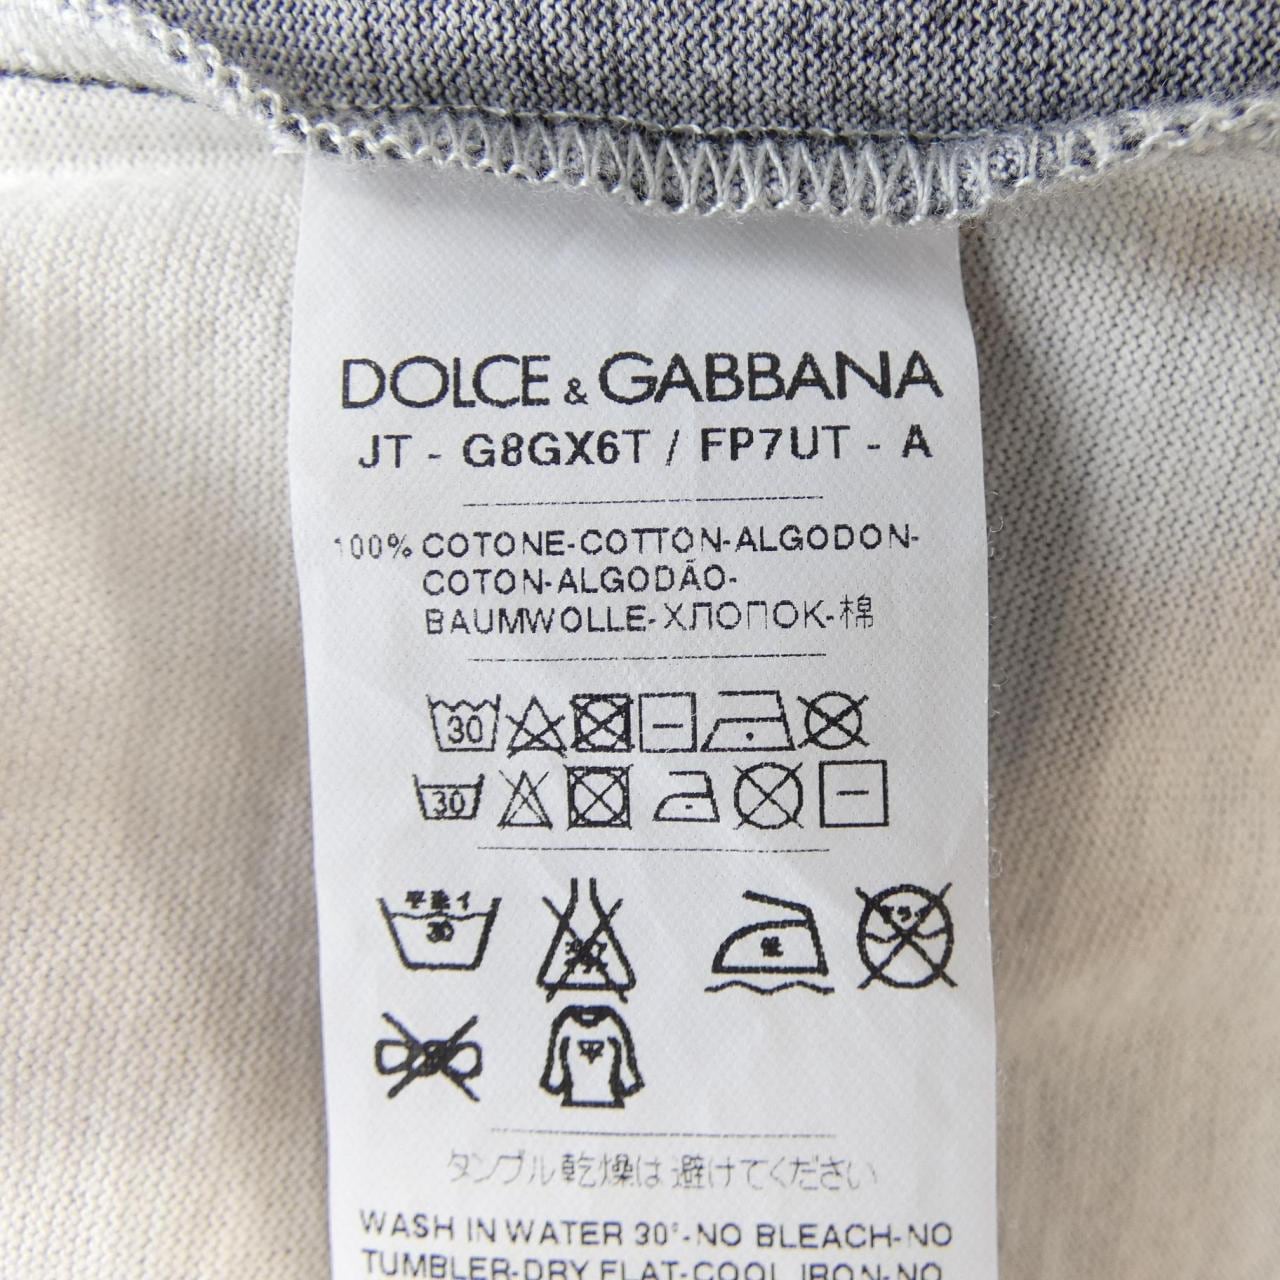 DOLCE & GABBANA
JT - G8GX6T / FP7UT - A
100% COTONE-COTTON-ALGODON-
COTON-ALGODÃO-
BAUMWOLLE-ХЛОПОК-棉
30
30
30
タンブル乾燥は避けてください
WASH IN WATER 30°-NO BLEACH-NO
TUMBLER-DRY FLAT-COOL IRON-NO